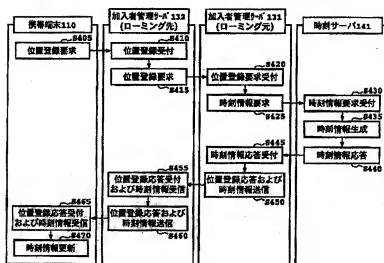 携帯端末110
加入者管理サーバ132
(ローミング元)
加入者管理サーバ131
(ローミング元)
時刻サーバ141
S405
位置登録要求
S410
位置登録受付
位置登録要求
S415
S420
位置登録要求受付
時刻情報要求
S425
S430
時刻情報要求受付
S435
時刻情報生成
時刻情報応答
S440
S445
時刻情報応答受付
位置登録応答および
時刻情報送信
S450
S455
位置登録応答受付
および時刻情報受信
位置登録応答および
時刻情報送信
S460
S465
位置登録応答受付
および時刻情報受信
S470
時刻情報更新